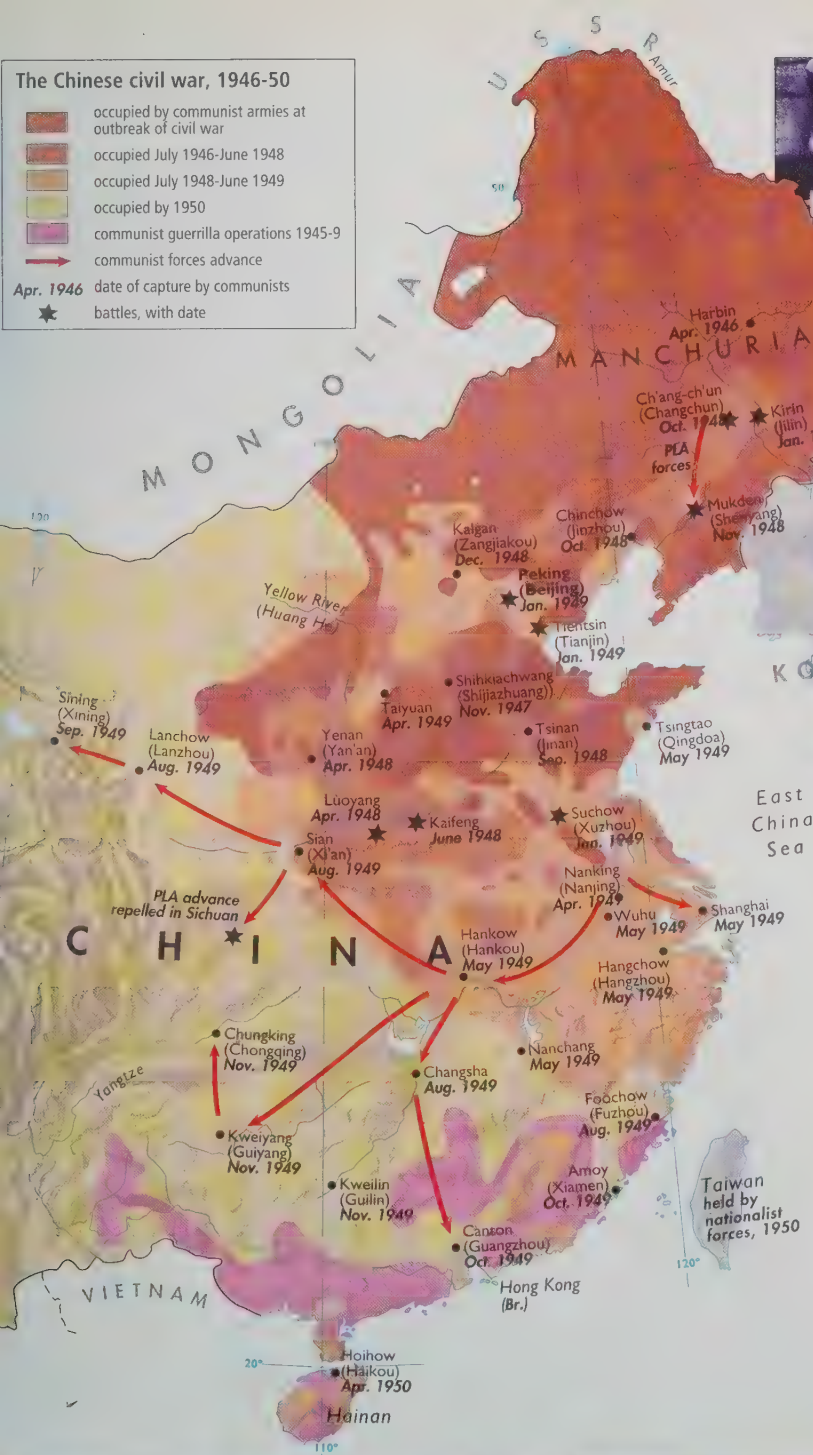 The Chinese civil war, 1946-50
occupied by communist armies at
outbreak of civil war
occupied July 1946-June 1948
occupied July 1948-June 1949
occupied by 1950
communist guerrilla operations 1945-9
communist forces advance
Apr. 1946 date of capture by communists
battles, with date
U S S R
Amur
50
MONGOLIA
Harbin
Apr. 1946
MANCHURIA
Ch'ang-ch'un
(Changchun)
Oct. 1948
Kirin
(Jilin)
Jan.
PLA
forces
100
Mukden
(Shenyang)
Nov. 1948
Chinchow
(Jinzhou)
Oct. 1948
Kalgan
(Zangjiakou)
Dec. 1948
Peking
(Beijing)
Jan. 1949
Yellow River
(Huang He)
Tientsin
(Tianjin)
Jan. 1949
KO
Shihkiachwang
(Shijiazhuang))
Nov. 1947
Taiyuan
Apr. 1949
Sining
(Xining)
Sep. 1949
Lanchow
(Lanzhou)
Aug. 1949
Yenan
(Yan'an)
Apr. 1948
Tsinan
(Jinan)
Sep. 1948
Tsingtao
(Qingdoa)
May 1949
Luoyang
Apr. 1948
Kaifeng
June 1948
Suchow
(Xuzhou)
Jan. 1949
East
China
Sea
Sian
(Xi'an)
Aug. 1949
Nanking
(Nanjing)
Apr. 1949
PLA advance
repelled in Sichuan
Wuhu
May 1949
Shanghai
May 1949
CHINA
Hankow
(Hankou)
May 1949
Hangchow
(Hangzhou)
May 1949
Chungking
(Chongqing)
Nov. 1949
Nanchang
May 1949
Yangtze
Changsha
Aug. 1949
Foochow
(Fuzhou)
Aug. 1949
Kweiyang
(Guiyang)
Nov. 1949
Kweilin
(Guilin)
Nov. 1949
Amoy
(Xiamen)
Oct. 1949
Taiwan
held by
nationalist
forces, 1950
Canton
(Guangzhou)
Oct. 1949
120°
Hong Kong
(Br.)
VIETNAM
20°
Hoihow
(Haikou)
Apr. 1950
Hainan
110°